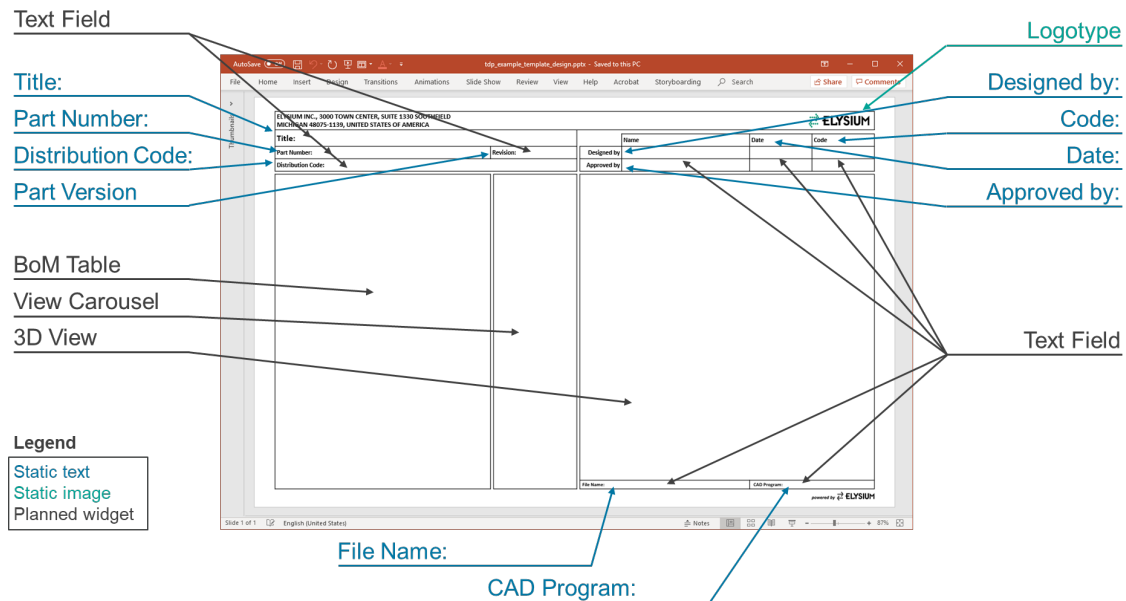 Text Field
Logotype
AutoSave
tdp_example_template_design.pptx - Saved to this PC
File Home Insert Design Transitions Animations Slide Show Review View Help Acrobat Storyboarding Search Share Comments
Title:
Designed by:
Thumbnails
ELYSIUM INC., 3000 TOWN CENTER, SUITE 1330 SOUTHFIELD
MICHIGAN 48075-1139, UNITED STATES OF AMERICA
ELYSIUM
Part Number:
Code:
Title:
Name Date Code
Distribution Code:
Date:
Part Number: Revision: Designed by
Distribution Code: Approved by
Part Version
Approved by:
BoM Table
View Carousel
3D View
Text Field
Legend
Static text
Static image
Planned widget
File Name: CAD Program:
powered by ELYSIUM
Slide 1 of 1 English (United States) Notes 87%
File Name:
CAD Program: